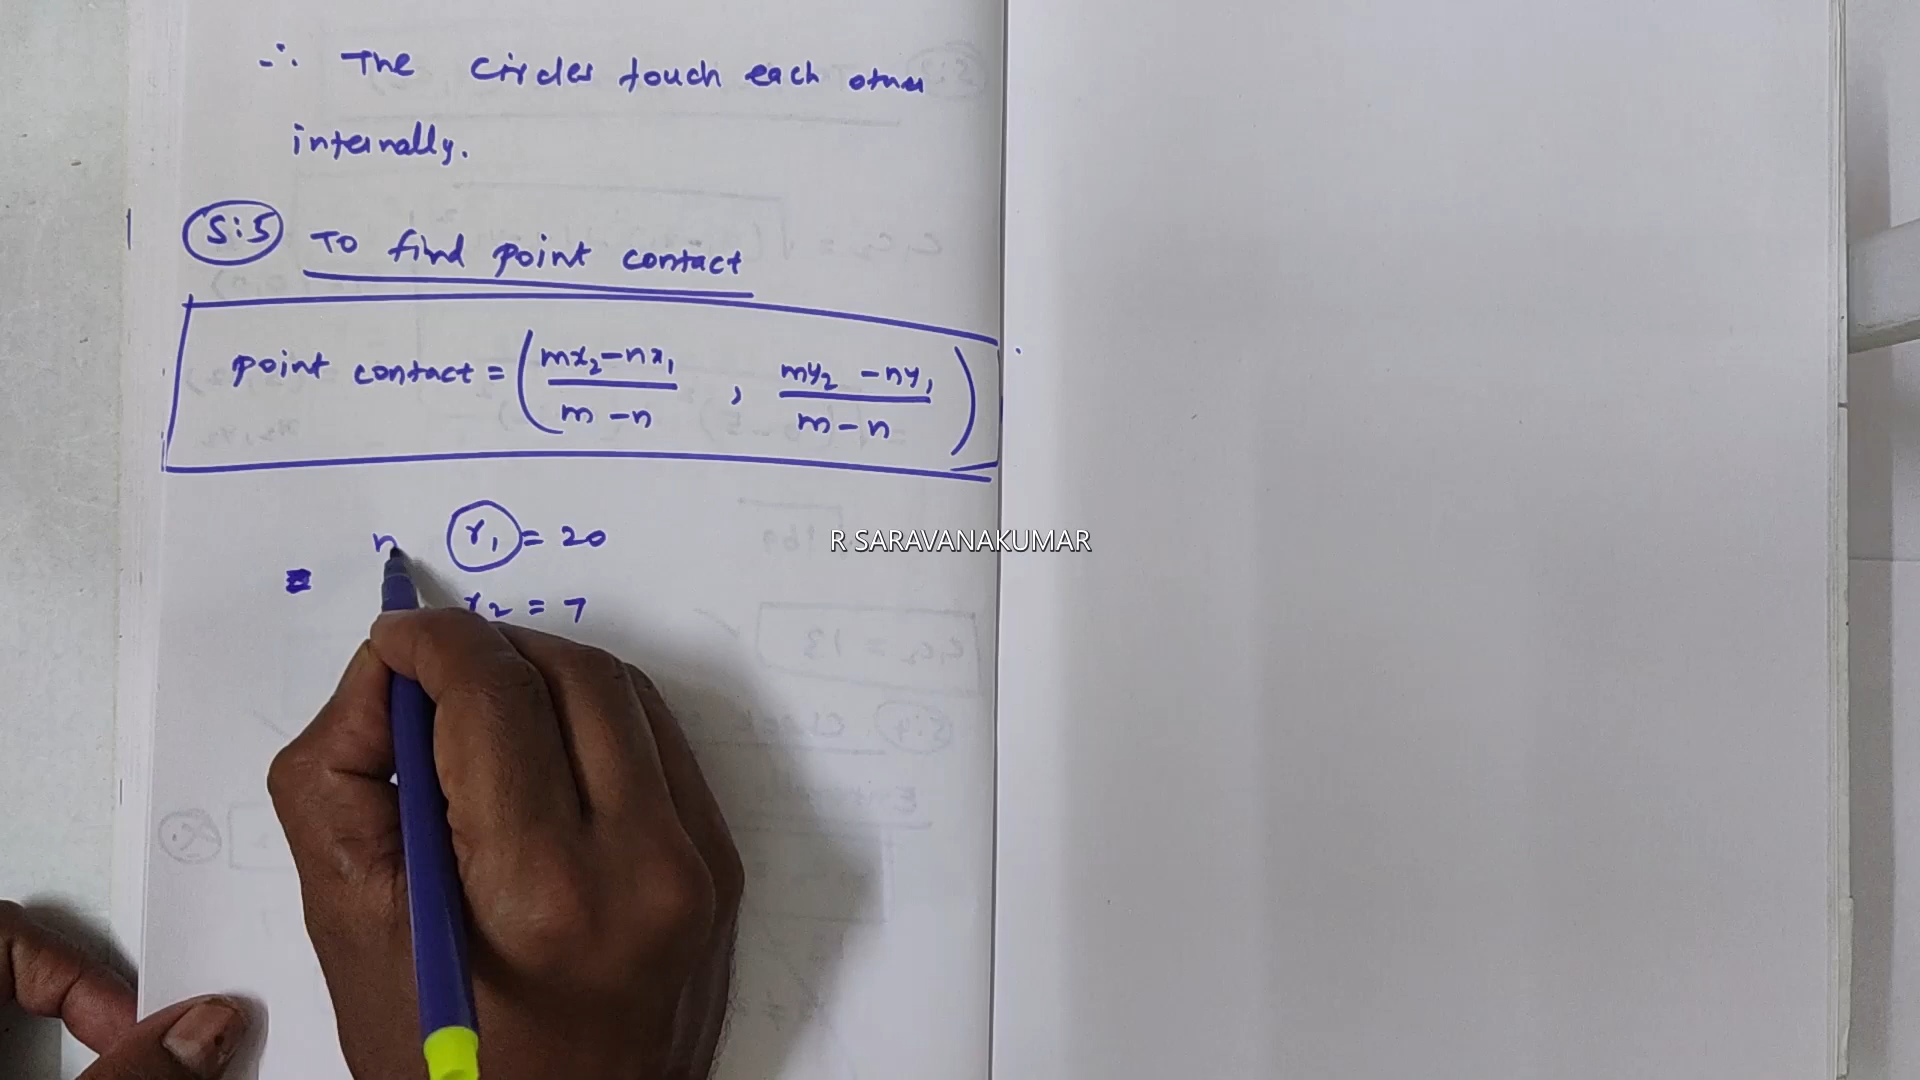 ∴ The circles touch each other
internally.
S:5 To find point contact
point contact = ( mx₂-nx₁ / m-n , my₂-ny₁ / m-n )
r₁ = 20
r₂ = 7
R SARAVANAKUMAR